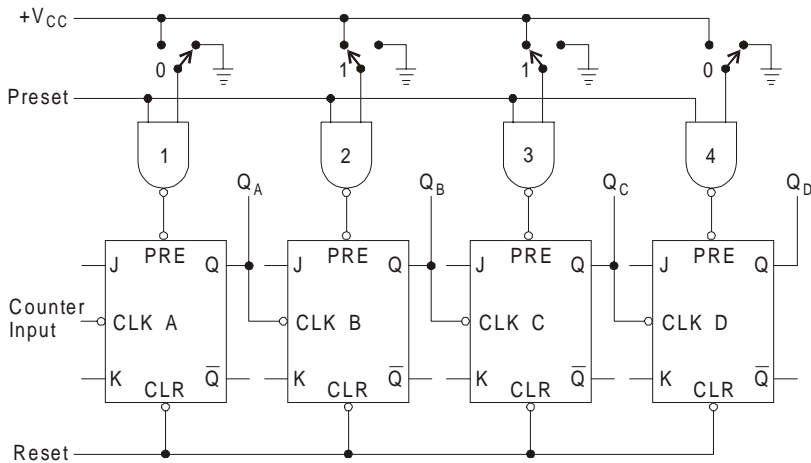 +VCC
0 1 1 0
Preset
1 2 3 4
QA QB QC QD
J PRE Q J PRE Q J PRE Q J PRE Q
Counter
Input
CLK A CLK B CLK C CLK D
K CLR Q̅ K CLR Q̅ K CLR Q̅ K CLR Q̅
Reset